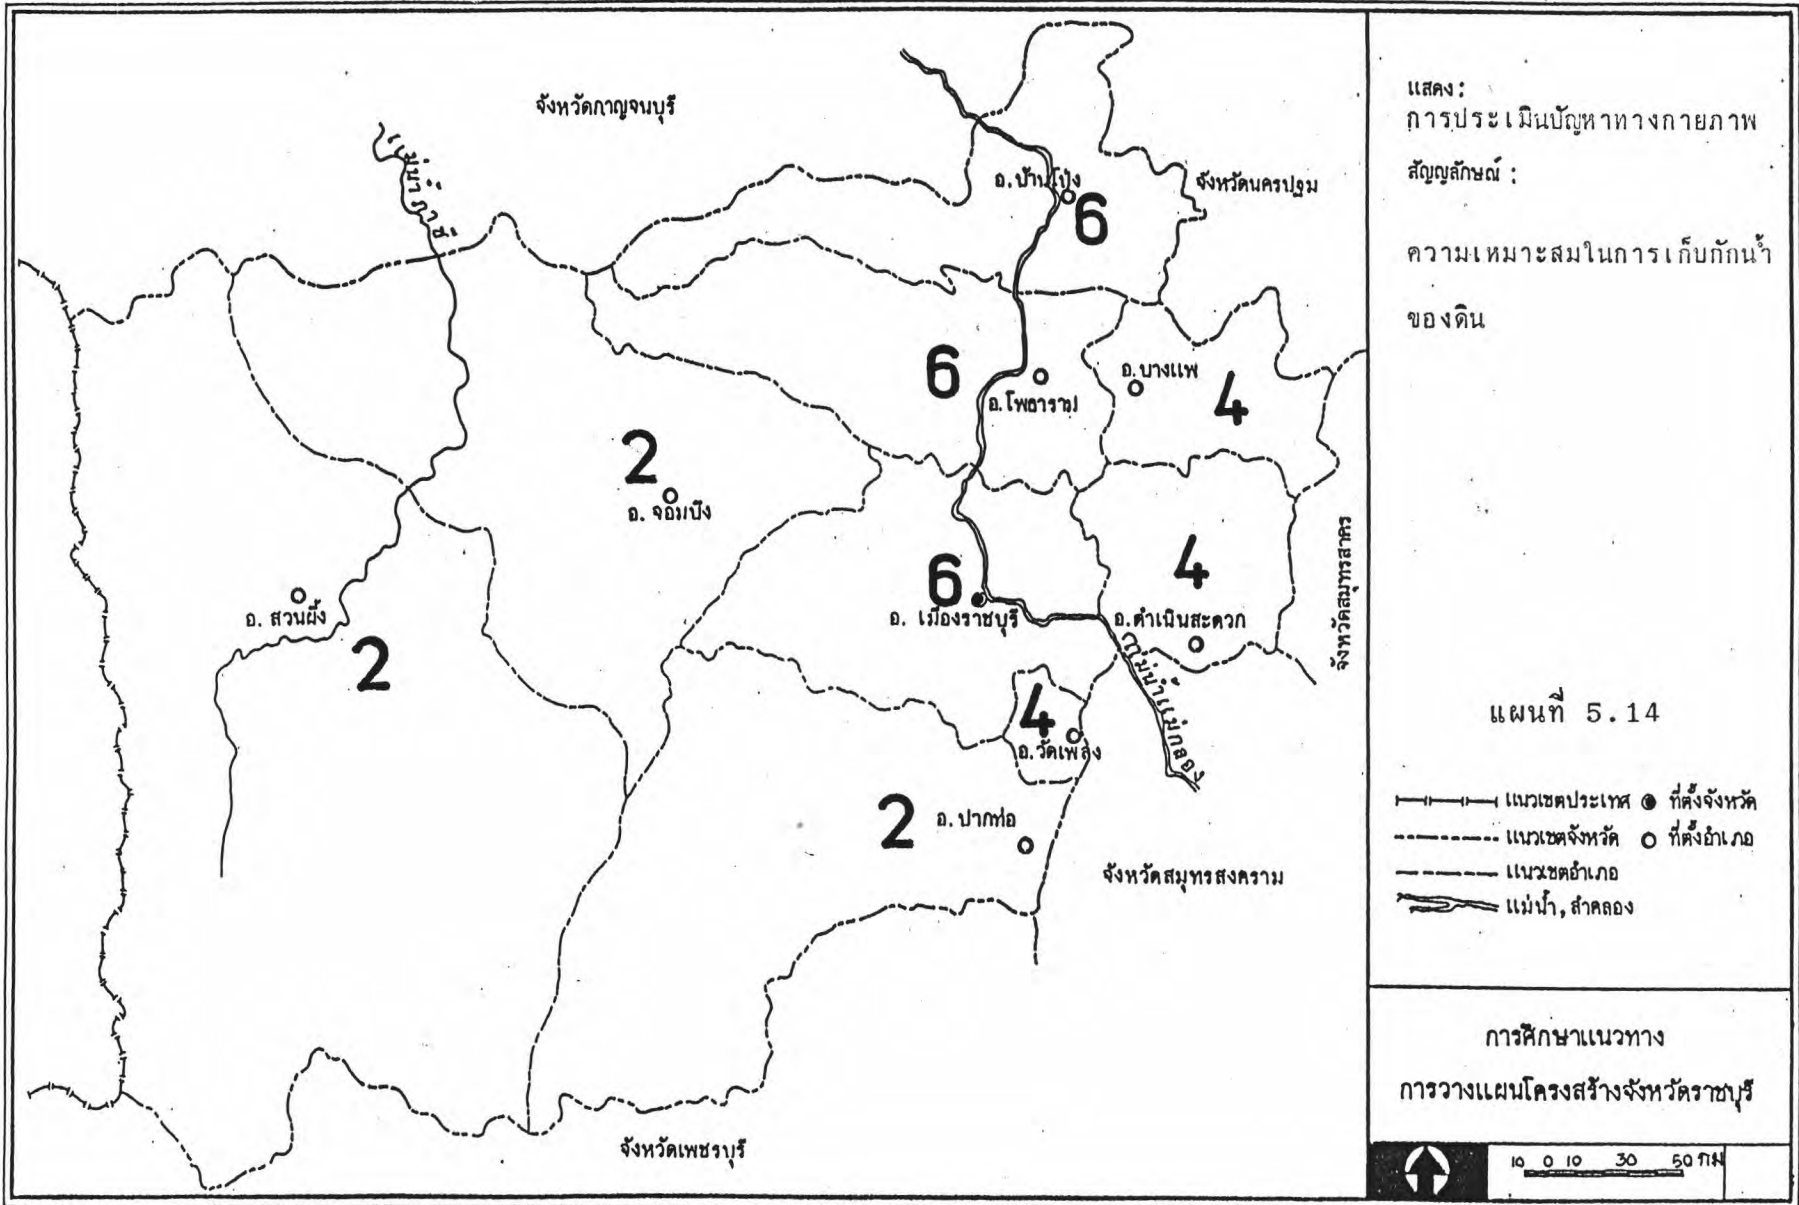 จังหวัดกาญจนบุรี
แม่น้ำภาชี
อ.บ้านโป่ง
6
จังหวัดนครปฐม
6
อ.โพธาราม
อ.บางแพ
4
2
อ. จอมบึง
4
6
อ. เมืองราชบุรี
อ.ดำเนินสะดวก
จังหวัดสมุทรสาคร
อ. สวนผึ้ง
2
แม่น้ำแม่กลอง
4
อ.วัดเพลง
2
อ.ปากท่อ
จังหวัดสมุทรสงคราม
จังหวัดเพชรบุรี
แสดง:
การประเมินปัญหาทางกายภาพ
สัญญลักษณ์ :
ความเหมาะสมในการเก็บกักน้ำ
ของดิน
แผนที่ 5.14
แนวเขตประเทศ ที่ตั้งจังหวัด
แนวเขตจังหวัด ที่ตั้งอำเภอ
แนวเขตอำเภอ
แม่น้ำ, ลำคลอง
การศึกษาแนวทาง
การวางแผนโครงสร้างจังหวัดราชบุรี
10 0 10 30 50 กม